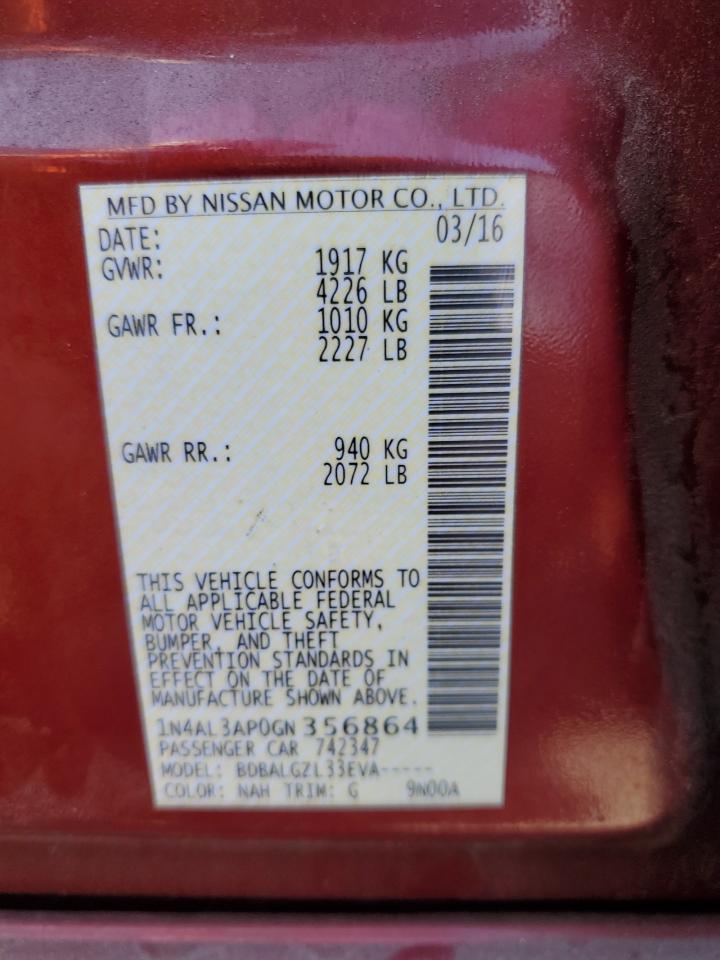 MFD BY NISSAN MOTOR CO., LTD.
DATE: 03/16
GVWR: 1917 KG
4226 LB
GAWR FR.: 1010 KG
2227 LB
GAWR RR.: 940 KG
2072 LB
THIS VEHICLE CONFORMS TO
ALL APPLICABLE FEDERAL
MOTOR VEHICLE SAFETY,
BUMPER, AND THEFT
PREVENTION STANDARDS IN
EFFECT ON THE DATE OF
MANUFACTURE SHOWN ABOVE.
1N4AL3AP0GN356864
PASSENGER CAR 742347
MODEL: BDBALGZL33EVA-----
COLOR: NAH TRIM: G 9N00A